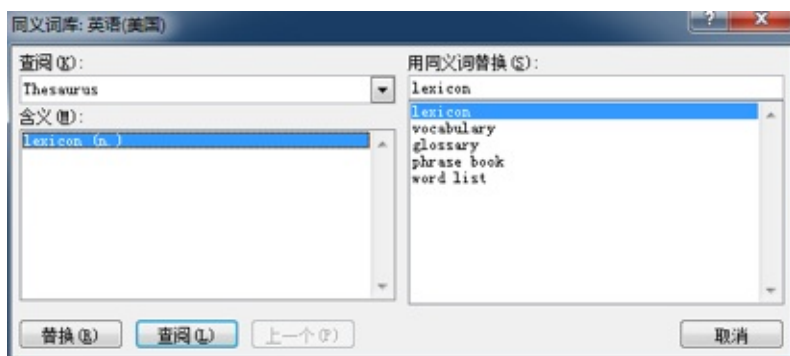 同义词库: 英语(美国)
查阅(K):
Thesaurus
含义(M):
lexicon (n.)
用同义词替换(S):
lexicon
lexicon
vocabulary
glossary
phrase book
word list
替换(R)
查阅(L)
上一个(P)
取消